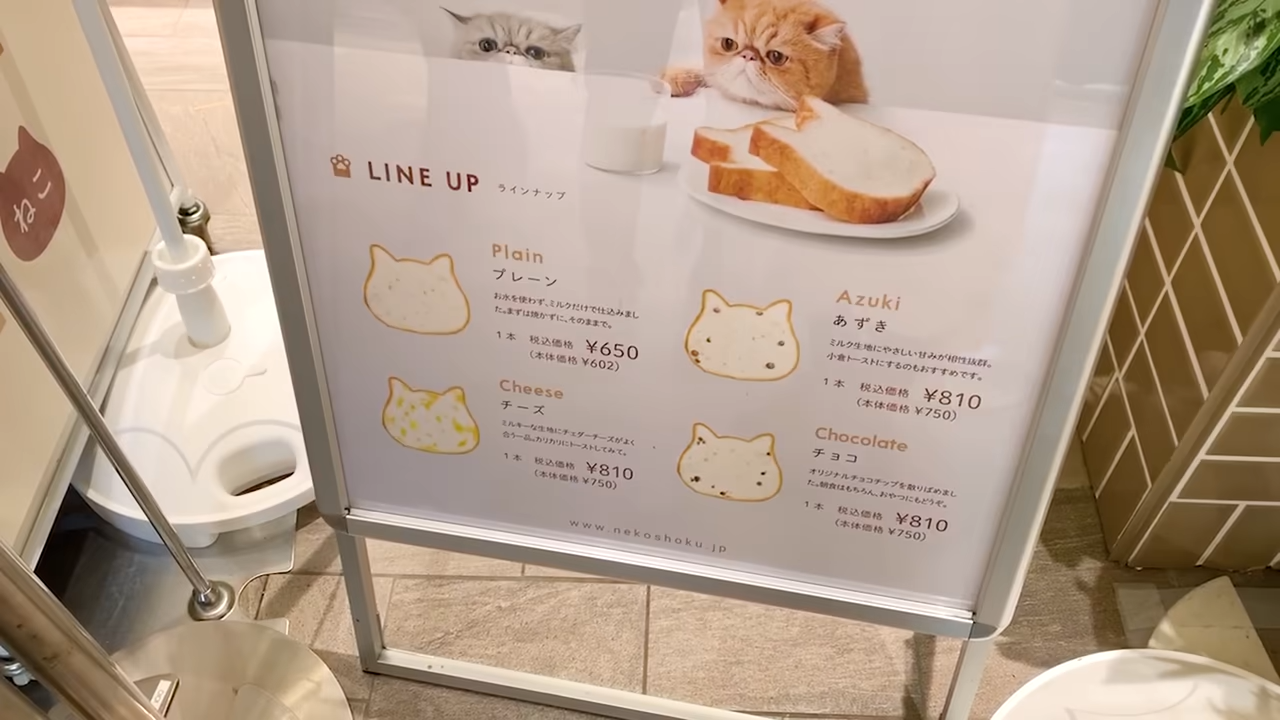 ねこ
LINE UP ラインナップ
Plain
プレーン
お水を使わず、ミルクだけで仕込みまし
た。まずは焼かずに、そのままで。
1本 税込価格 ¥650
(本体価格 ¥602)
Cheese
チーズ
ミルキーな生地にチェダーチーズがよく
合う一品。カリカリにトーストしてみて。
1本 税込価格 ¥810
(本体価格 ¥750)
Azuki
あずき
ミルク生地にやさしい甘みが相性抜群。
小倉トーストにするのもおすすめです。
1本 税込価格 ¥810
(本体価格 ¥750)
Chocolate
チョコ
オリジナルチョコチップを散りばめまし
た。朝食はもちろん、おやつにもどうぞ。
1本 税込価格 ¥810
(本体価格 ¥750)
www.nekoshoku.jp